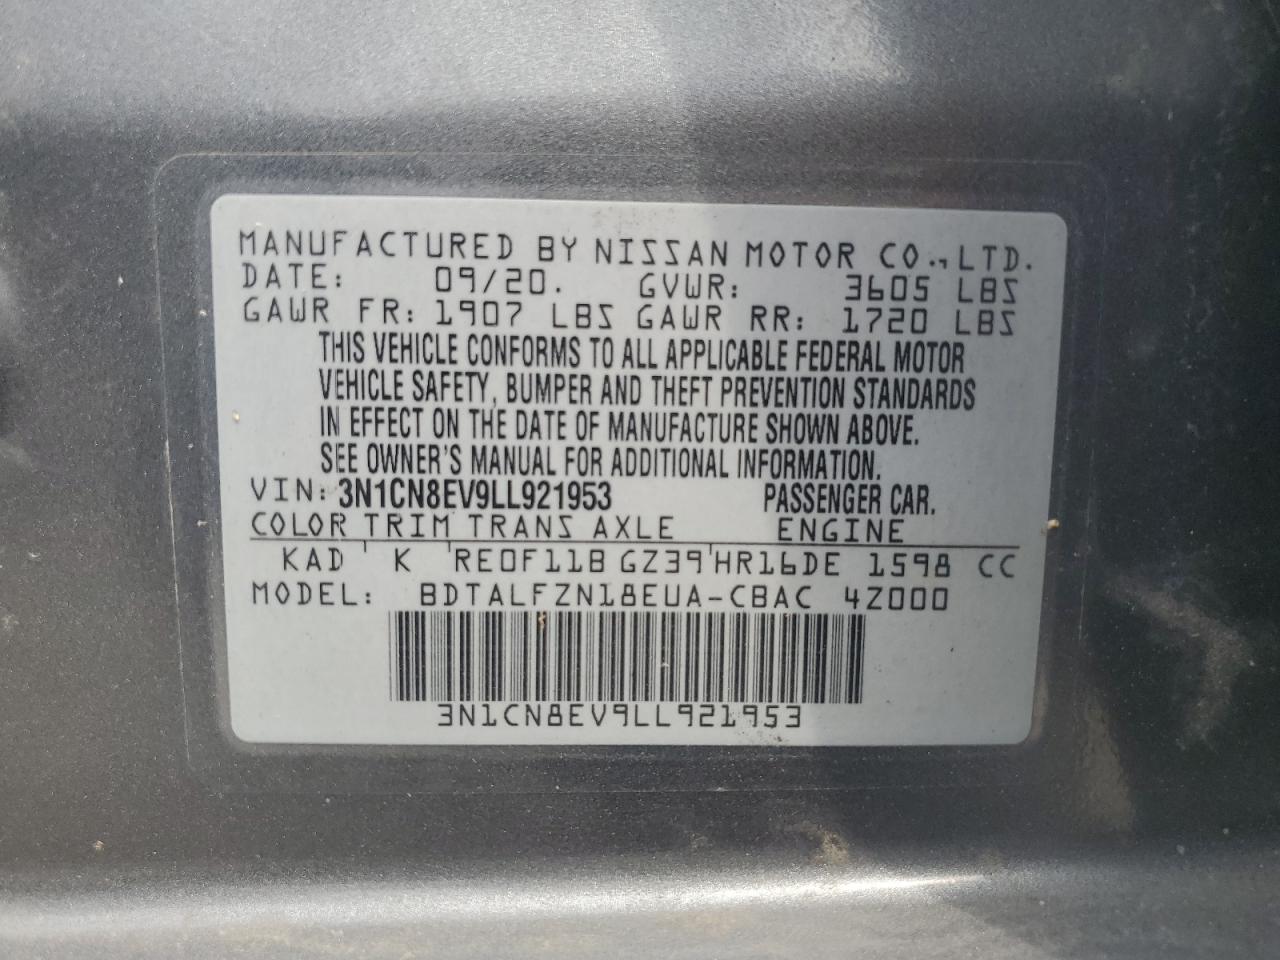 MANUFACTURED BY NISSAN MOTOR CO., LTD.
DATE: 09/20. GVWR: 3605 LBS
GAWR FR: 1907 LBS GAWR RR: 1720 LBS
THIS VEHICLE CONFORMS TO ALL APPLICABLE FEDERAL MOTOR
VEHICLE SAFETY, BUMPER AND THEFT PREVENTION STANDARDS
IN EFFECT ON THE DATE OF MANUFACTURE SHOWN ABOVE.
SEE OWNER'S MANUAL FOR ADDITIONAL INFORMATION.
VIN: 3N1CN8EV9LL921953 PASSENGER CAR.
COLOR TRIM TRANS AXLE ENGINE
KAD ' K 'RE0F11B GZ39'HR16DE 1598 CC
MODEL: BDTALFZN18EUA-CBAC 4Z000
3N1CN8EV9LL921953